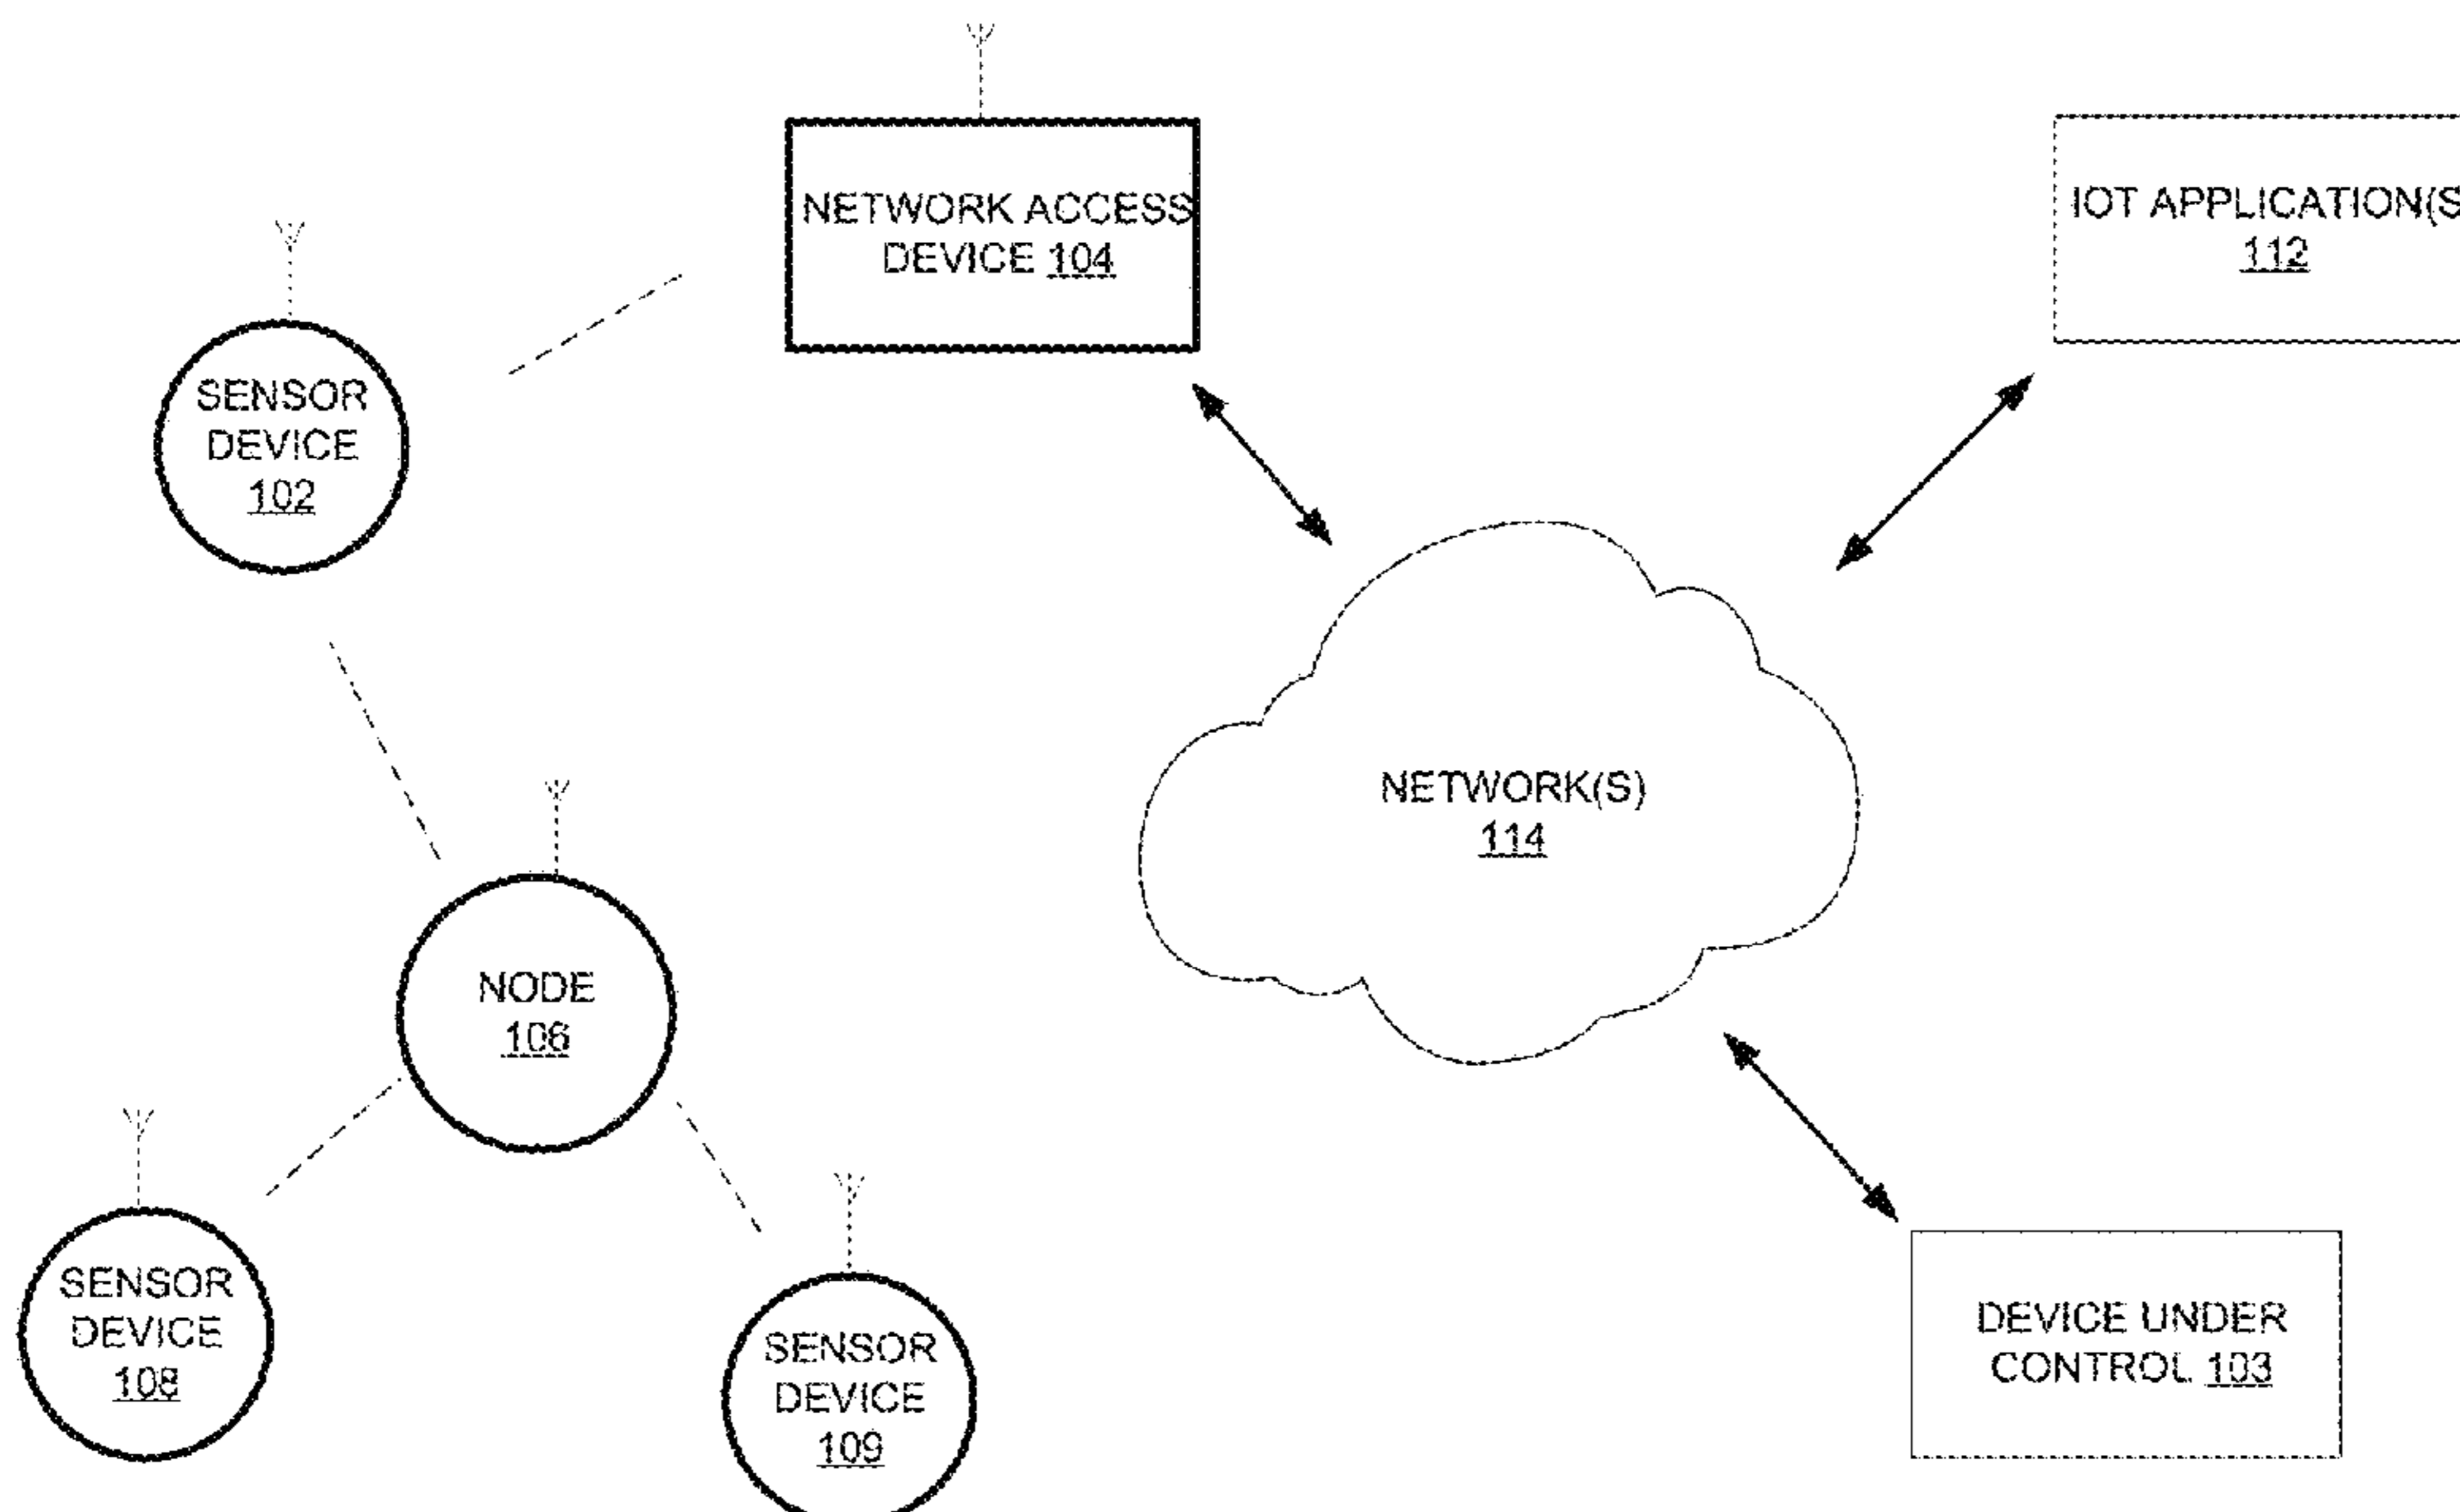 NETWORK ACCESS
DEVICE 104
IOT APPLICATION(S
112
SENSOR
DEVICE
102
NETWORK(S)
114
NODE
106
SENSOR
DEVICE
108
SENSOR
DEVICE
109
DEVICE UNDER
CONTROL 103